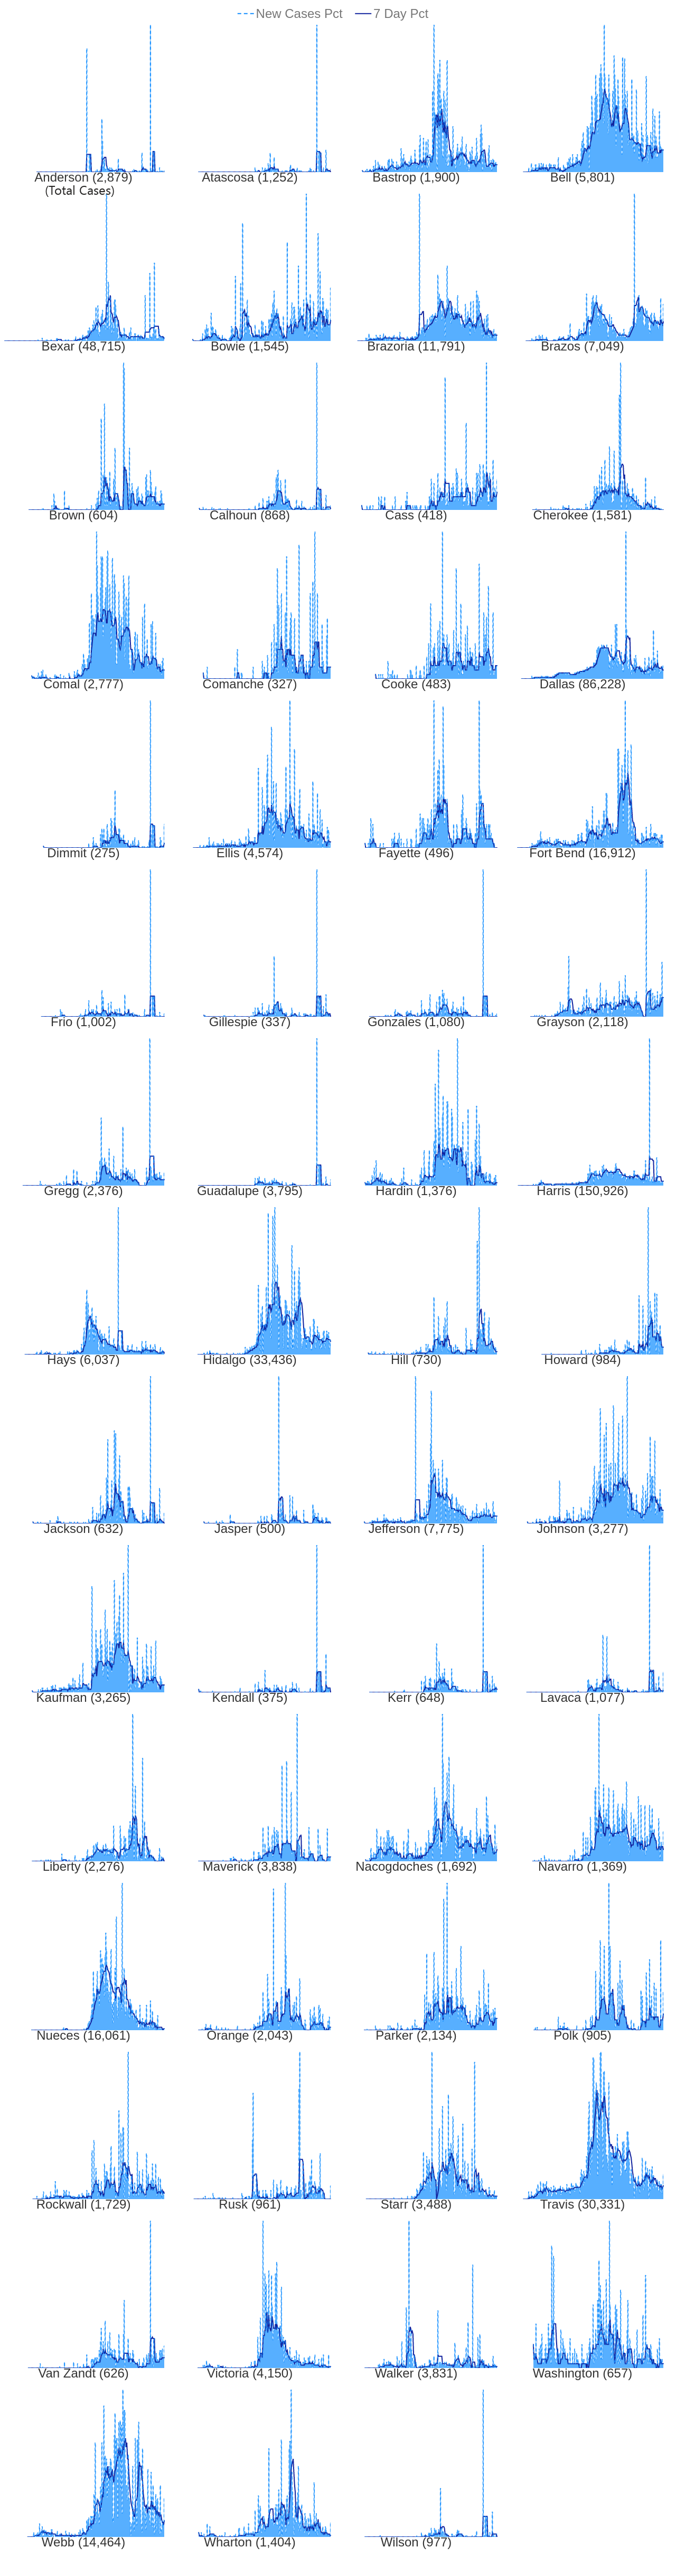 New Cases Pct 7 Day Pct
Anderson (2,879) Atascosa (1,252) Bastrop (1,900) Bell (5,801)
(Total Cases)
Bexar (48,715) Bowie (1,545) Brazoria (11,791) Brazos (7,049)
Brown (604) Calhoun (868) Cass (418) Cherokee (1,581)
Comal (2,777) Comanche (327) Cooke (483) Dallas (86,228)
Dimmit (275) Ellis (4,574) Fayette (496) Fort Bend (16,912)
Frio (1,002) Gillespie (337) Gonzales (1,080) Grayson (2,118)
Gregg (2,376) Guadalupe (3,795) Hardin (1,376) Harris (150,926)
Hays (6,037) Hidalgo (33,436) Hill (730) Howard (984)
Jackson (632) Jasper (500) Jefferson (7,775) Johnson (3,277)
Kaufman (3,265) Kendall (375) Kerr (648) Lavaca (1,077)
Liberty (2,276) Maverick (3,838) Nacogdoches (1,692) Navarro (1,369)
Nueces (16,061) Orange (2,043) Parker (2,134) Polk (905)
Rockwall (1,729) Rusk (961) Starr (3,488) Travis (30,331)
Van Zandt (626) Victoria (4,150) Walker (3,831) Washington (657)
Webb (14,464) Wharton (1,404) Wilson (977)